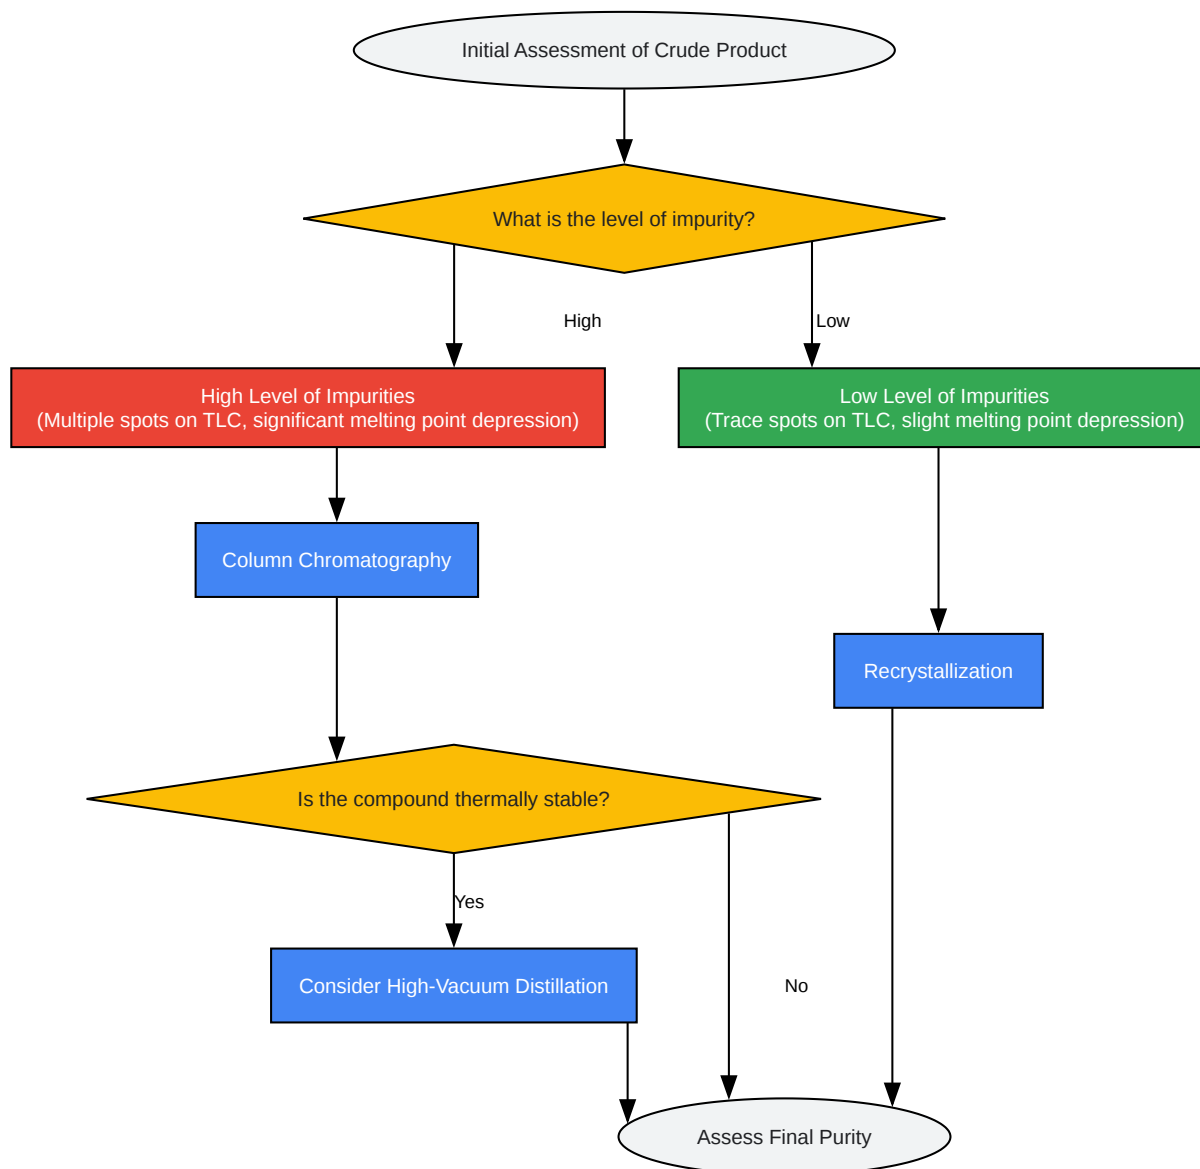 Initial Assessment of Crude Product
What is the level of impurity?
High
Low
High Level of Impurities
(Multiple spots on TLC, significant melting point depression)
Low Level of Impurities
(Trace spots on TLC, slight melting point depression)
Column Chromatography
Recrystallization
Is the compound thermally stable?
Yes
Consider High-Vacuum Distillation
No
Assess Final Purity